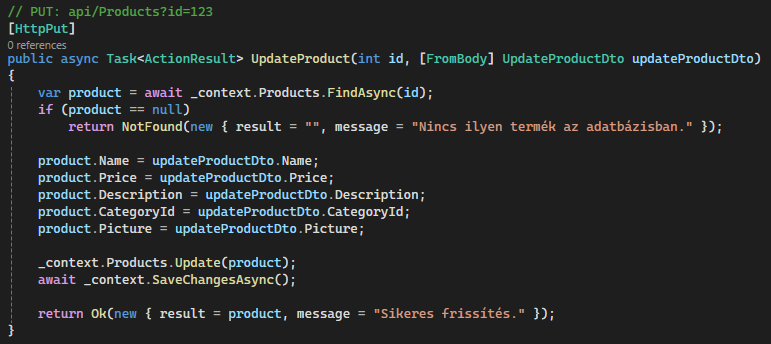 // PUT: api/Products?id=123
[HttpPut]
0 references
public async Task<ActionResult> UpdateProduct(int id, [FromBody] UpdateProductDto updateProductDto)
{
    var product = await _context.Products.FindAsync(id);
    if (product == null)
        return NotFound(new { result = "", message = "Nincs ilyen termék az adatbázisban." });

    product.Name = updateProductDto.Name;
    product.Price = updateProductDto.Price;
    product.Description = updateProductDto.Description;
    product.CategoryId = updateProductDto.CategoryId;
    product.Picture = updateProductDto.Picture;

    _context.Products.Update(product);
    await _context.SaveChangesAsync();

    return Ok(new { result = product, message = "Sikeres frissítés." });
}